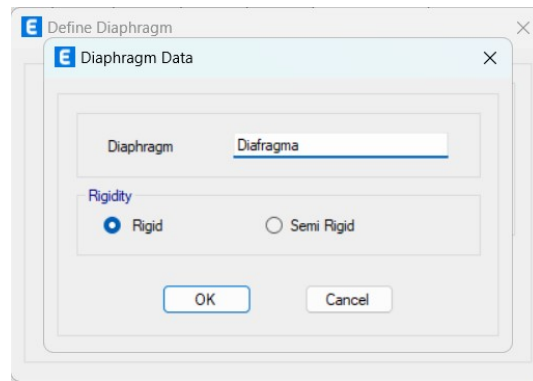 E Define Diaphragm
E Diaphragm Data
Diaphragm Diafragma
Rigidity
Rigid Semi Rigid
OK Cancel